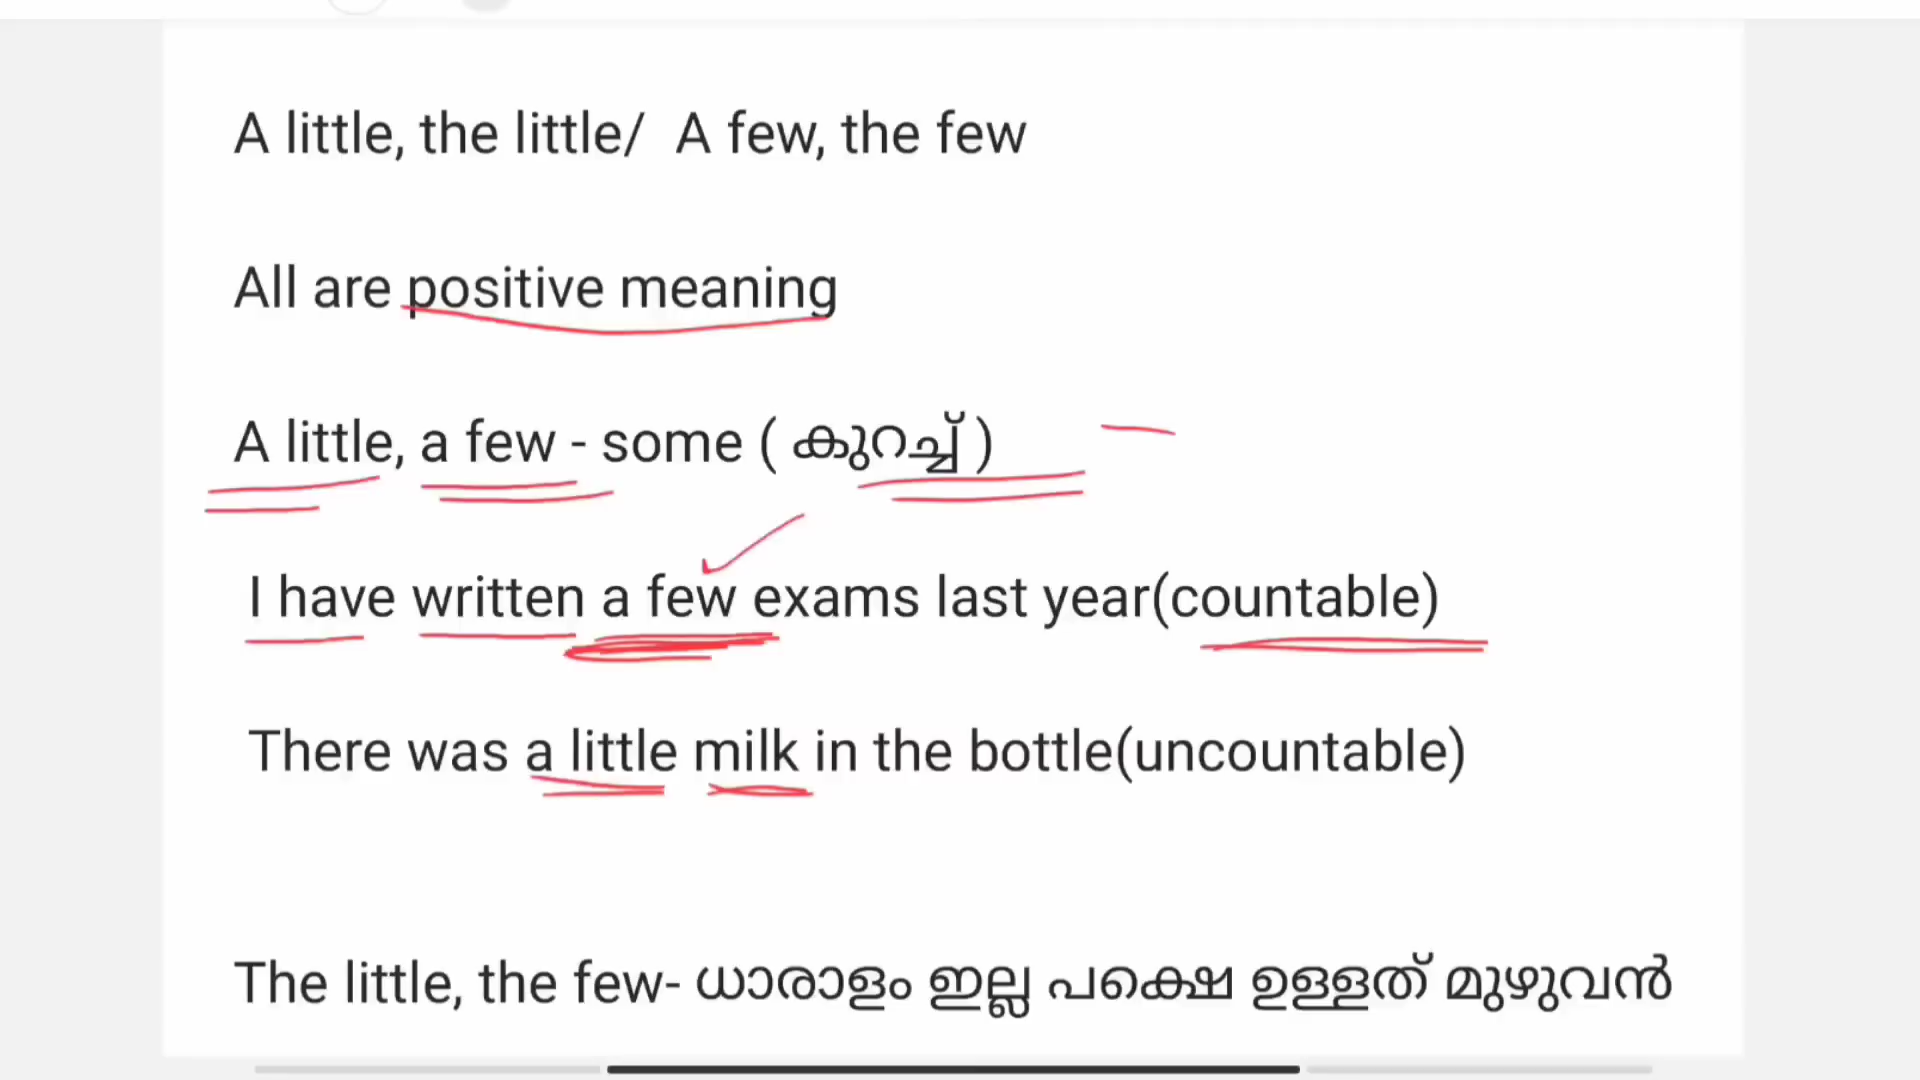 A little, the little/ A few, the few
All are positive meaning
A little, a few - some ( കുറച്ച് )
I have written a few exams last year(countable)
There was a little milk in the bottle(uncountable)
The little, the few- ധാരാളം ഇല്ല പക്ഷെ ഉള്ളത് മുഴുവൻ